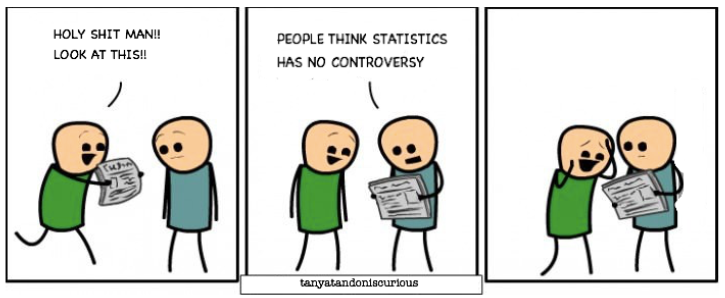 HOLY SHIT MAN!!
LOOK AT THIS!!
PEOPLE THINK STATISTICS
HAS NO CONTROVERSY
tanyatandoniscurious